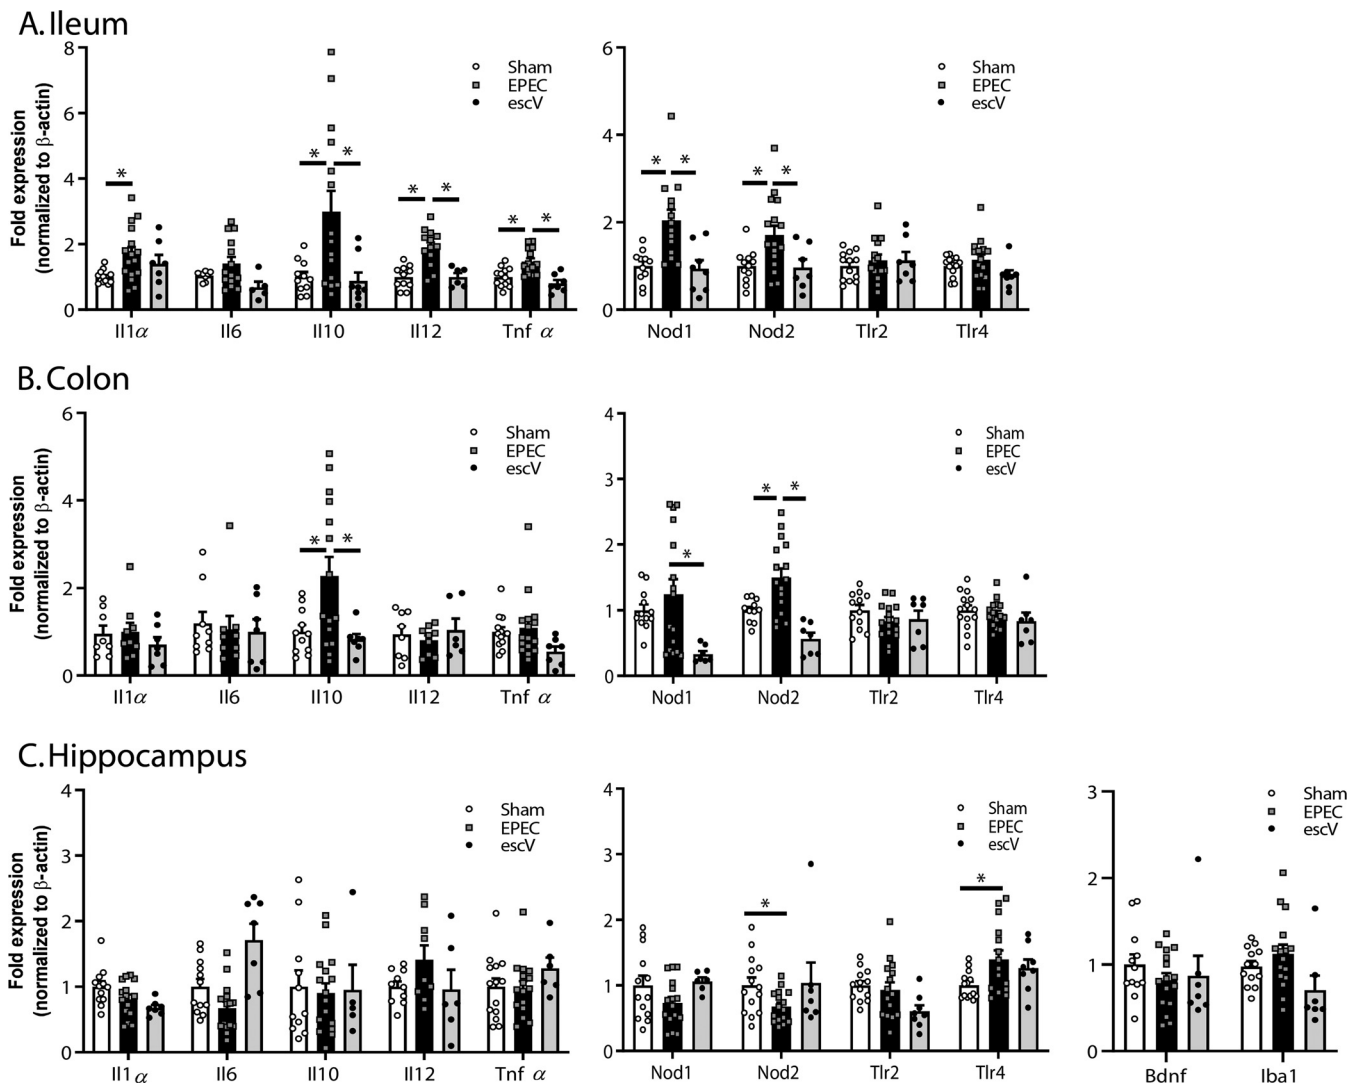 A. Ileum
Fold expression
(normalized to β-actin)
8
6
4
2
0
Sham
EPEC
escV
*
* *
* *
* *
Il1α Il6 Il10 Il12 Tnf α
6
4
2
0
Sham
EPEC
escV
* *
* *
Nod1 Nod2 Tlr2 Tlr4
B. Colon
Fold expression
(normalized to β-actin)
6
4
2
0
Sham
EPEC
escV
* *
Il1α Il6 Il10 Il12 Tnf α
4
3
2
1
0
Sham
EPEC
escV
*
* *
Nod1 Nod2 Tlr2 Tlr4
C. Hippocampus
Fold expression
(normalized to β-actin)
4
3
2
1
0
Sham
EPEC
escV
Il1α Il6 Il10 Il12 Tnf α
4
3
2
1
0
Sham
EPEC
escV
*
*
Nod1 Nod2 Tlr2 Tlr4
3
2
1
0
Sham
EPEC
escV
Bdnf Iba1